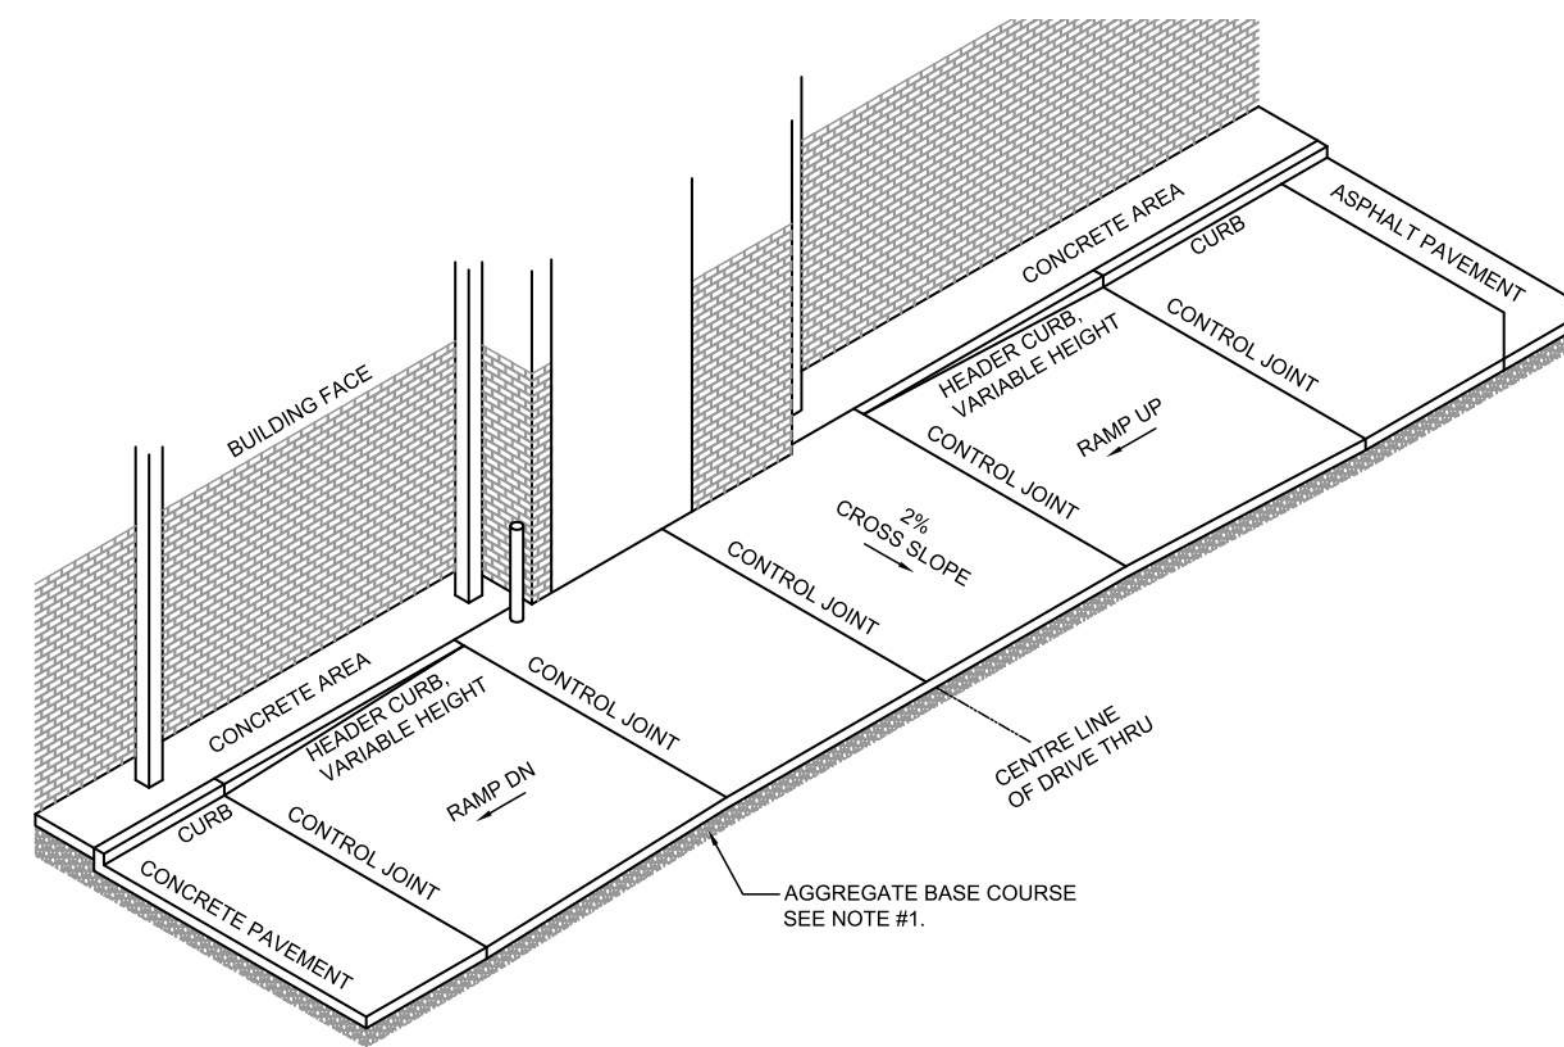 ASPHALT PAVEMENT
CONCRETE AREA
CURB
CONTROL JOINT
HEADER CURB,
VARIABLE HEIGHT
RAMP UP
BUILDING FACE
CONTROL JOINT
2%
CROSS SLOPE
CONTROL JOINT
CONCRETE AREA
CONTROL JOINT
HEADER CURB,
VARIABLE HEIGHT
RAMP DN
CENTRE LINE
OF DRIVE THRU
CURB
CONTROL JOINT
CONCRETE PAVEMENT
AGGREGATE BASE COURSE
SEE NOTE #1.